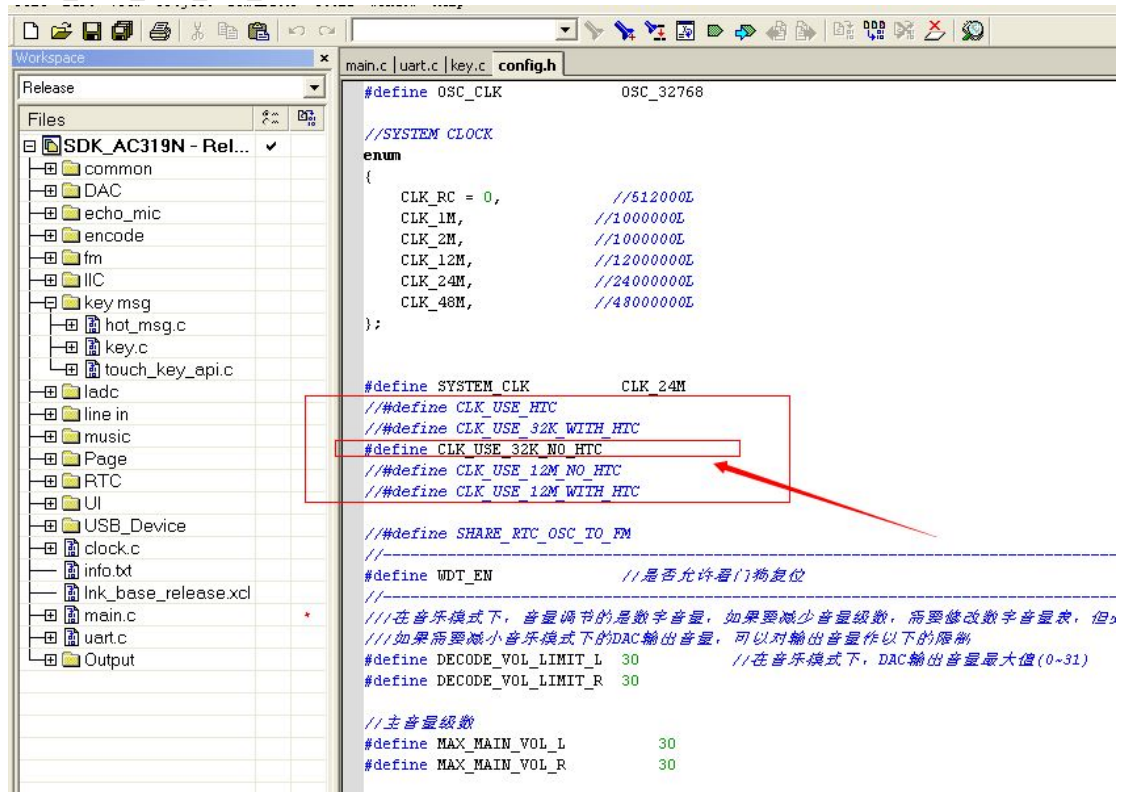 Workspace
Release
Files
SDK_AC319N - Rel...
common
DAC
echo_mic
encode
fm
IIC
key msg
hot_msg.c
key.c
touch_key_api.c
ladc
line in
music
Page
RTC
UI
USB_Device
clock.c
info.txt
lnk_base_release.xcl
main.c
uart.c
Output
main.c | uart.c | key.c config.h
#define OSC_CLK OSC_32768
//SYSTEM CLOCK
enum
{
CLK_RC = 0, //512000L
CLK_1M, //1000000L
CLK_2M, //1000000L
CLK_12M, //12000000L
CLK_24M, //24000000L
CLK_48M, //48000000L
};
#define SYSTEM_CLK CLK_24M
//#define CLK_USE_HTC
//#define CLK_USE_32K_WITH_HTC
#define CLK_USE_32K_NO_HTC
//#define CLK_USE_12M_NO_HTC
//#define CLK_USE_12M_WITH_HTC
//#define SHARE_RTC_OSC_TO_FM
//----------------------------------------------------------------
#define WDT_EN //是否允许看门狗复位
//----------------------------------------------------------------
///在音乐模式下，音量调节的是数字音量，如果要减少音量级数，需要修改数字音量表，但
///如果需要减小音乐模式下的DAC输出音量，可以对输出音量作以下的限制
#define DECODE_VOL_LIMIT_L 30 //在音乐模式下，DAC输出音量最大值(0~31)
#define DECODE_VOL_LIMIT_R 30
//主音量级数
#define MAX_MAIN_VOL_L 30
#define MAX_MAIN_VOL_R 30